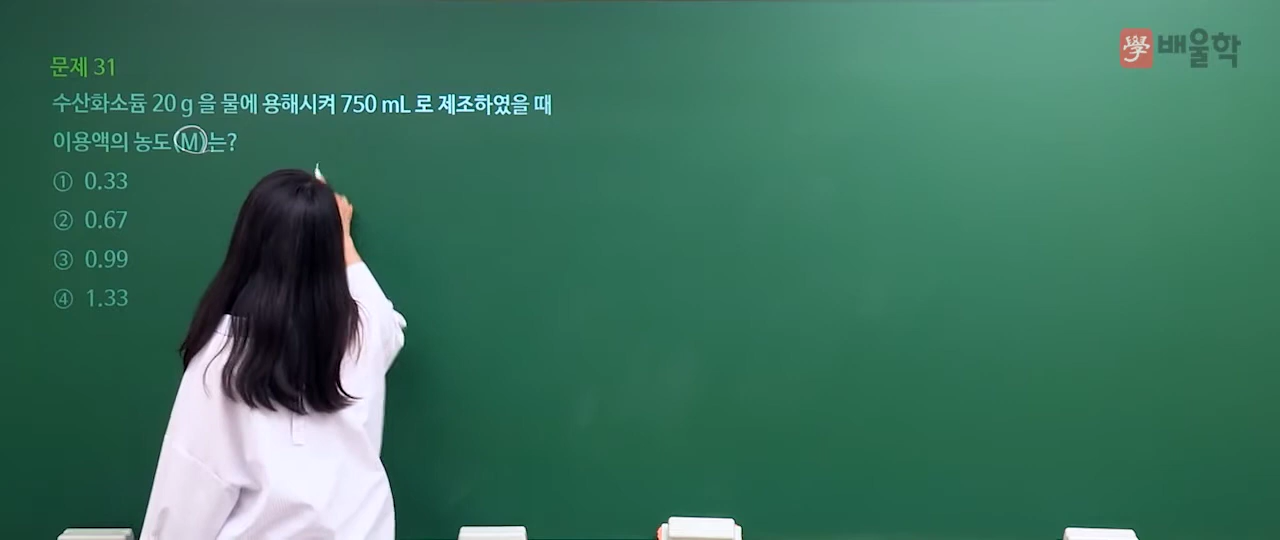 學 배울학
문제 31
수산화소듐 20 g 을 물에 용해시켜 750 mL 로 제조하였을 때
이용액의 농도(M)는?
① 0.33
② 0.67
③ 0.99
④ 1.33